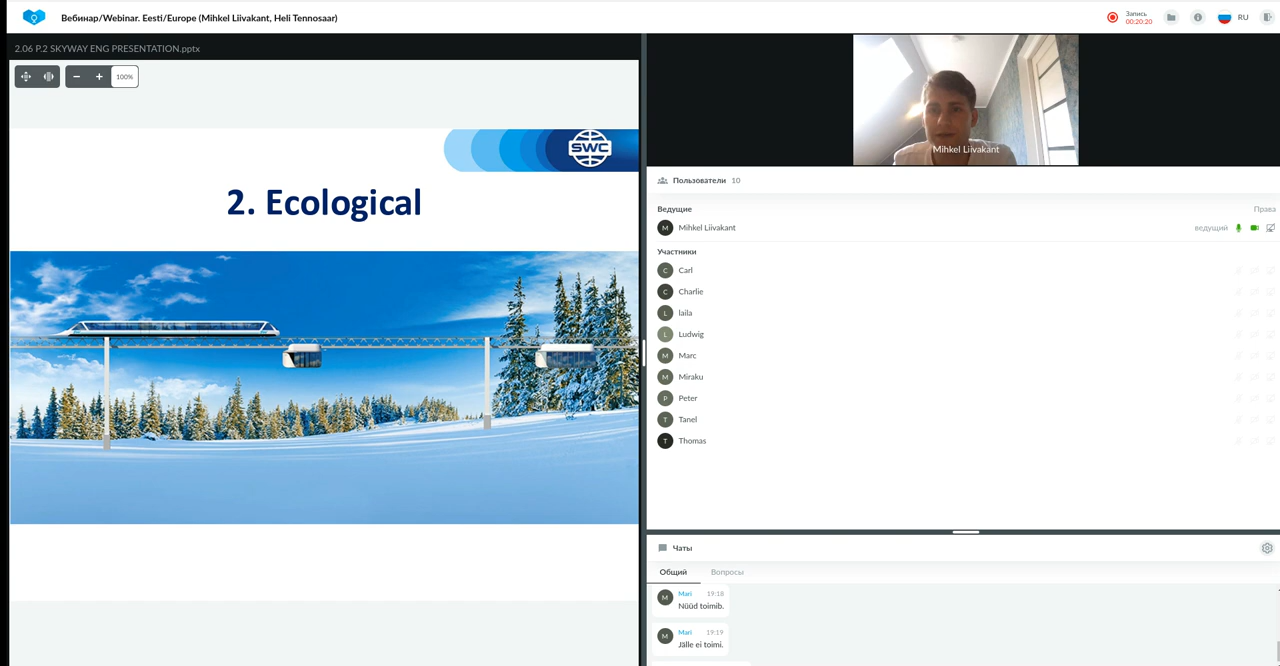 Вебинар/Webinar. Eesti/Europe (Mihkel Liivakant, Heli Tennosaar)
Запись
00:20:20
RU
2.06 P.2 SKYWAY ENG PRESENTATION.pptx
100%
SWC
2. Ecological
Mihkel Liivakant
Пользователи 10
Ведущие Права
M Mihkel Liivakant ведущий
Участники
C Carl
C Charlie
L laila
L Ludwig
M Marc
M Miraku
P Peter
T Tanel
T Thomas
Чаты
Общий Вопросы
M Mari 19:18
Nüüd toimib.
M Mari 19:19
Jälle ei toimi.